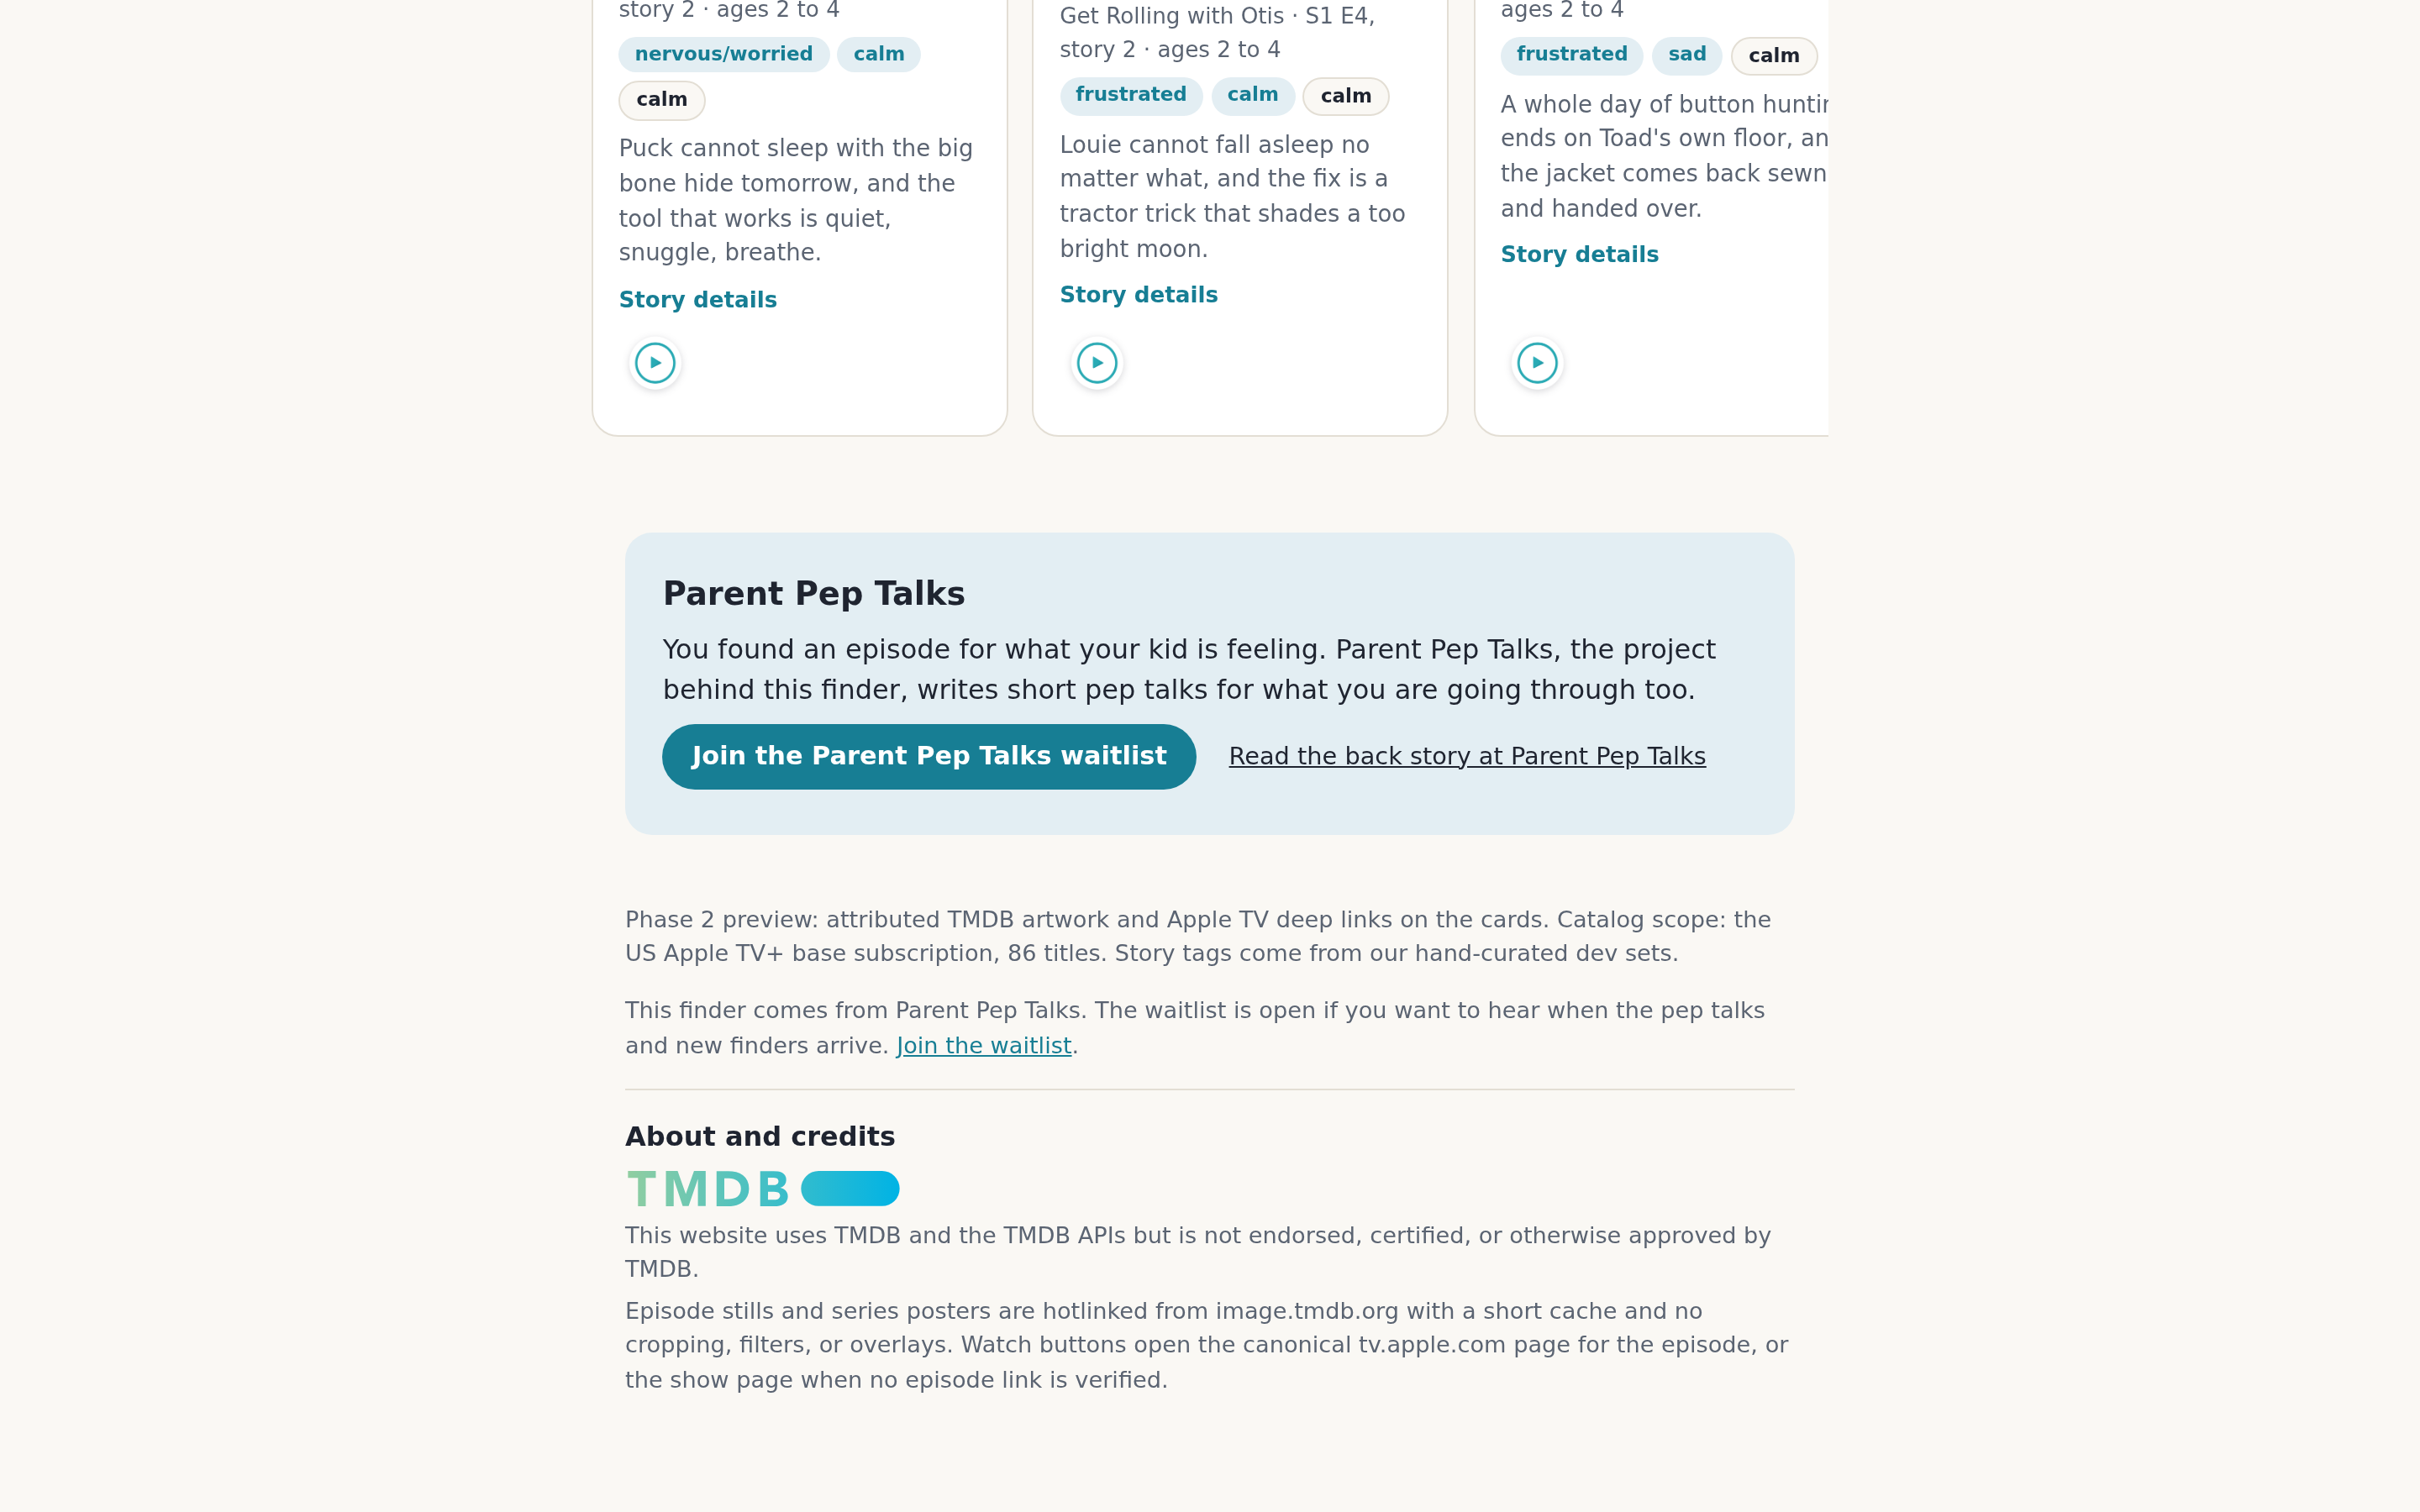 story 2 · ages 2 to 4
nervous/worried calm
calm
Puck cannot sleep with the big
bone hide tomorrow, and the
tool that works is quiet,
snuggle, breathe.
Story details
Get Rolling with Otis · S1 E4,
story 2 · ages 2 to 4
frustrated calm calm
Louie cannot fall asleep no
matter what, and the fix is a
tractor trick that shades a too
bright moon.
Story details
ages 2 to 4
frustrated sad calm
A whole day of button
ends on Toad's own floor,
the jacket comes back sewn
and handed over.
Story details
Parent Pep Talks
You found an episode for what your kid is feeling. Parent Pep Talks, the project
behind this finder, writes short pep talks for what you are going through too.
Join the Parent Pep Talks waitlist Read the back story at Parent Pep Talks
Phase 2 preview: attributed TMDB artwork and Apple TV deep links on the cards. Catalog scope: the
US Apple TV+ base subscription, 86 titles. Story tags come from our hand-curated dev sets.
This finder comes from Parent Pep Talks. The waitlist is open if you want to hear when the pep talks
and new finders arrive. Join the waitlist.
About and credits
TMDB
This website uses TMDB and the TMDB APIs but is not endorsed, certified, or otherwise approved by
TMDB.
Episode stills and series posters are hotlinked from image.tmdb.org with a short cache and no
cropping, filters, or overlays. Watch buttons open the canonical tv.apple.com page for the episode, or
the show page when no episode link is verified.